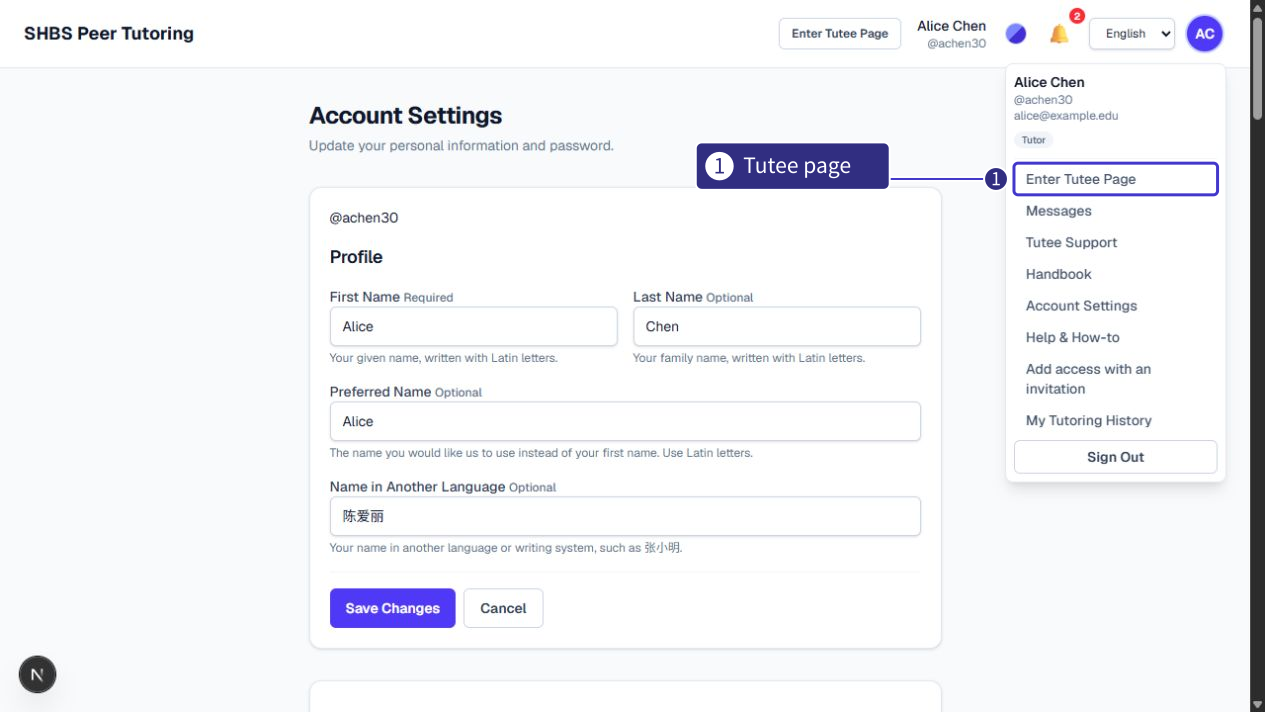 SHBS Peer Tutoring
Enter Tutee Page
Alice Chen
@achen30
2
English
AC
Alice Chen
@achen30
alice@example.edu
Tutor
Enter Tutee Page
Messages
Tutee Support
Handbook
Account Settings
Help & How-to
Add access with an
invitation
My Tutoring History
Sign Out
1 Tutee page
1
Account Settings
Update your personal information and password.
@achen30
Profile
First Name Required
Alice
Your given name, written with Latin letters.
Last Name Optional
Chen
Your family name, written with Latin letters.
Preferred Name Optional
Alice
The name you would like us to use instead of your first name. Use Latin letters.
Name in Another Language Optional
陈爱丽
Your name in another language or writing system, such as 张小明.
Save Changes
Cancel
N